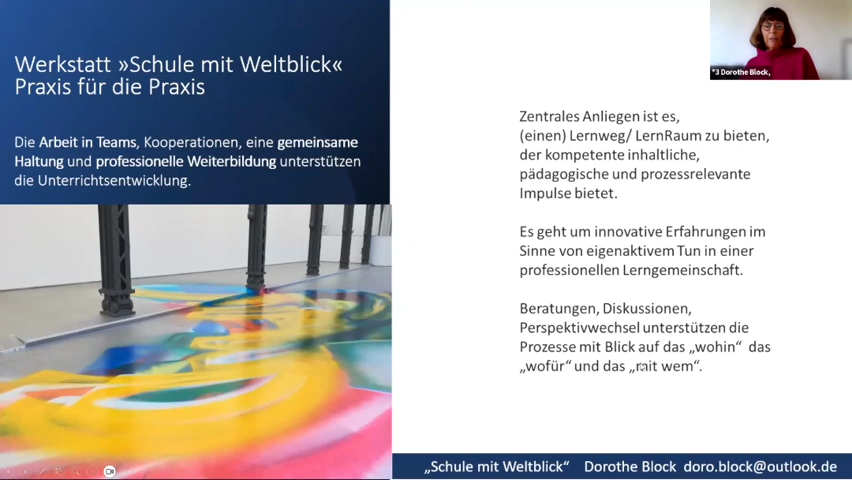 Werkstatt »Schule mit Weltblick«
Praxis für die Praxis
Die Arbeit in Teams, Kooperationen, eine gemeinsame
Haltung und professionelle Weiterbildung unterstützen
die Unterrichtsentwicklung.
*3 Dorothe Block,
Zentrales Anliegen ist es,
(einen) Lernweg/ LernRaum zu bieten,
der kompetente inhaltliche,
pädagogische und prozessrelevante
Impulse bietet.
Es geht um innovative Erfahrungen im
Sinne von eigenaktivem Tun in einer
professionellen Lerngemeinschaft.
Beratungen, Diskussionen,
Perspektivwechsel unterstützen die
Prozesse mit Blick auf das „wohin“ das
„wofür“ und das „mit wem“.
„Schule mit Weltblick“ Dorothe Block doro.block@outlook.de